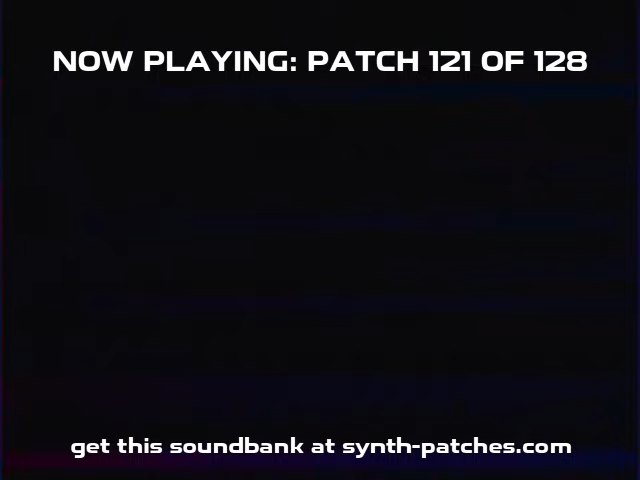 NOW PLAYING: PATCH 121 OF 128
get this soundbank at synth-patches.com